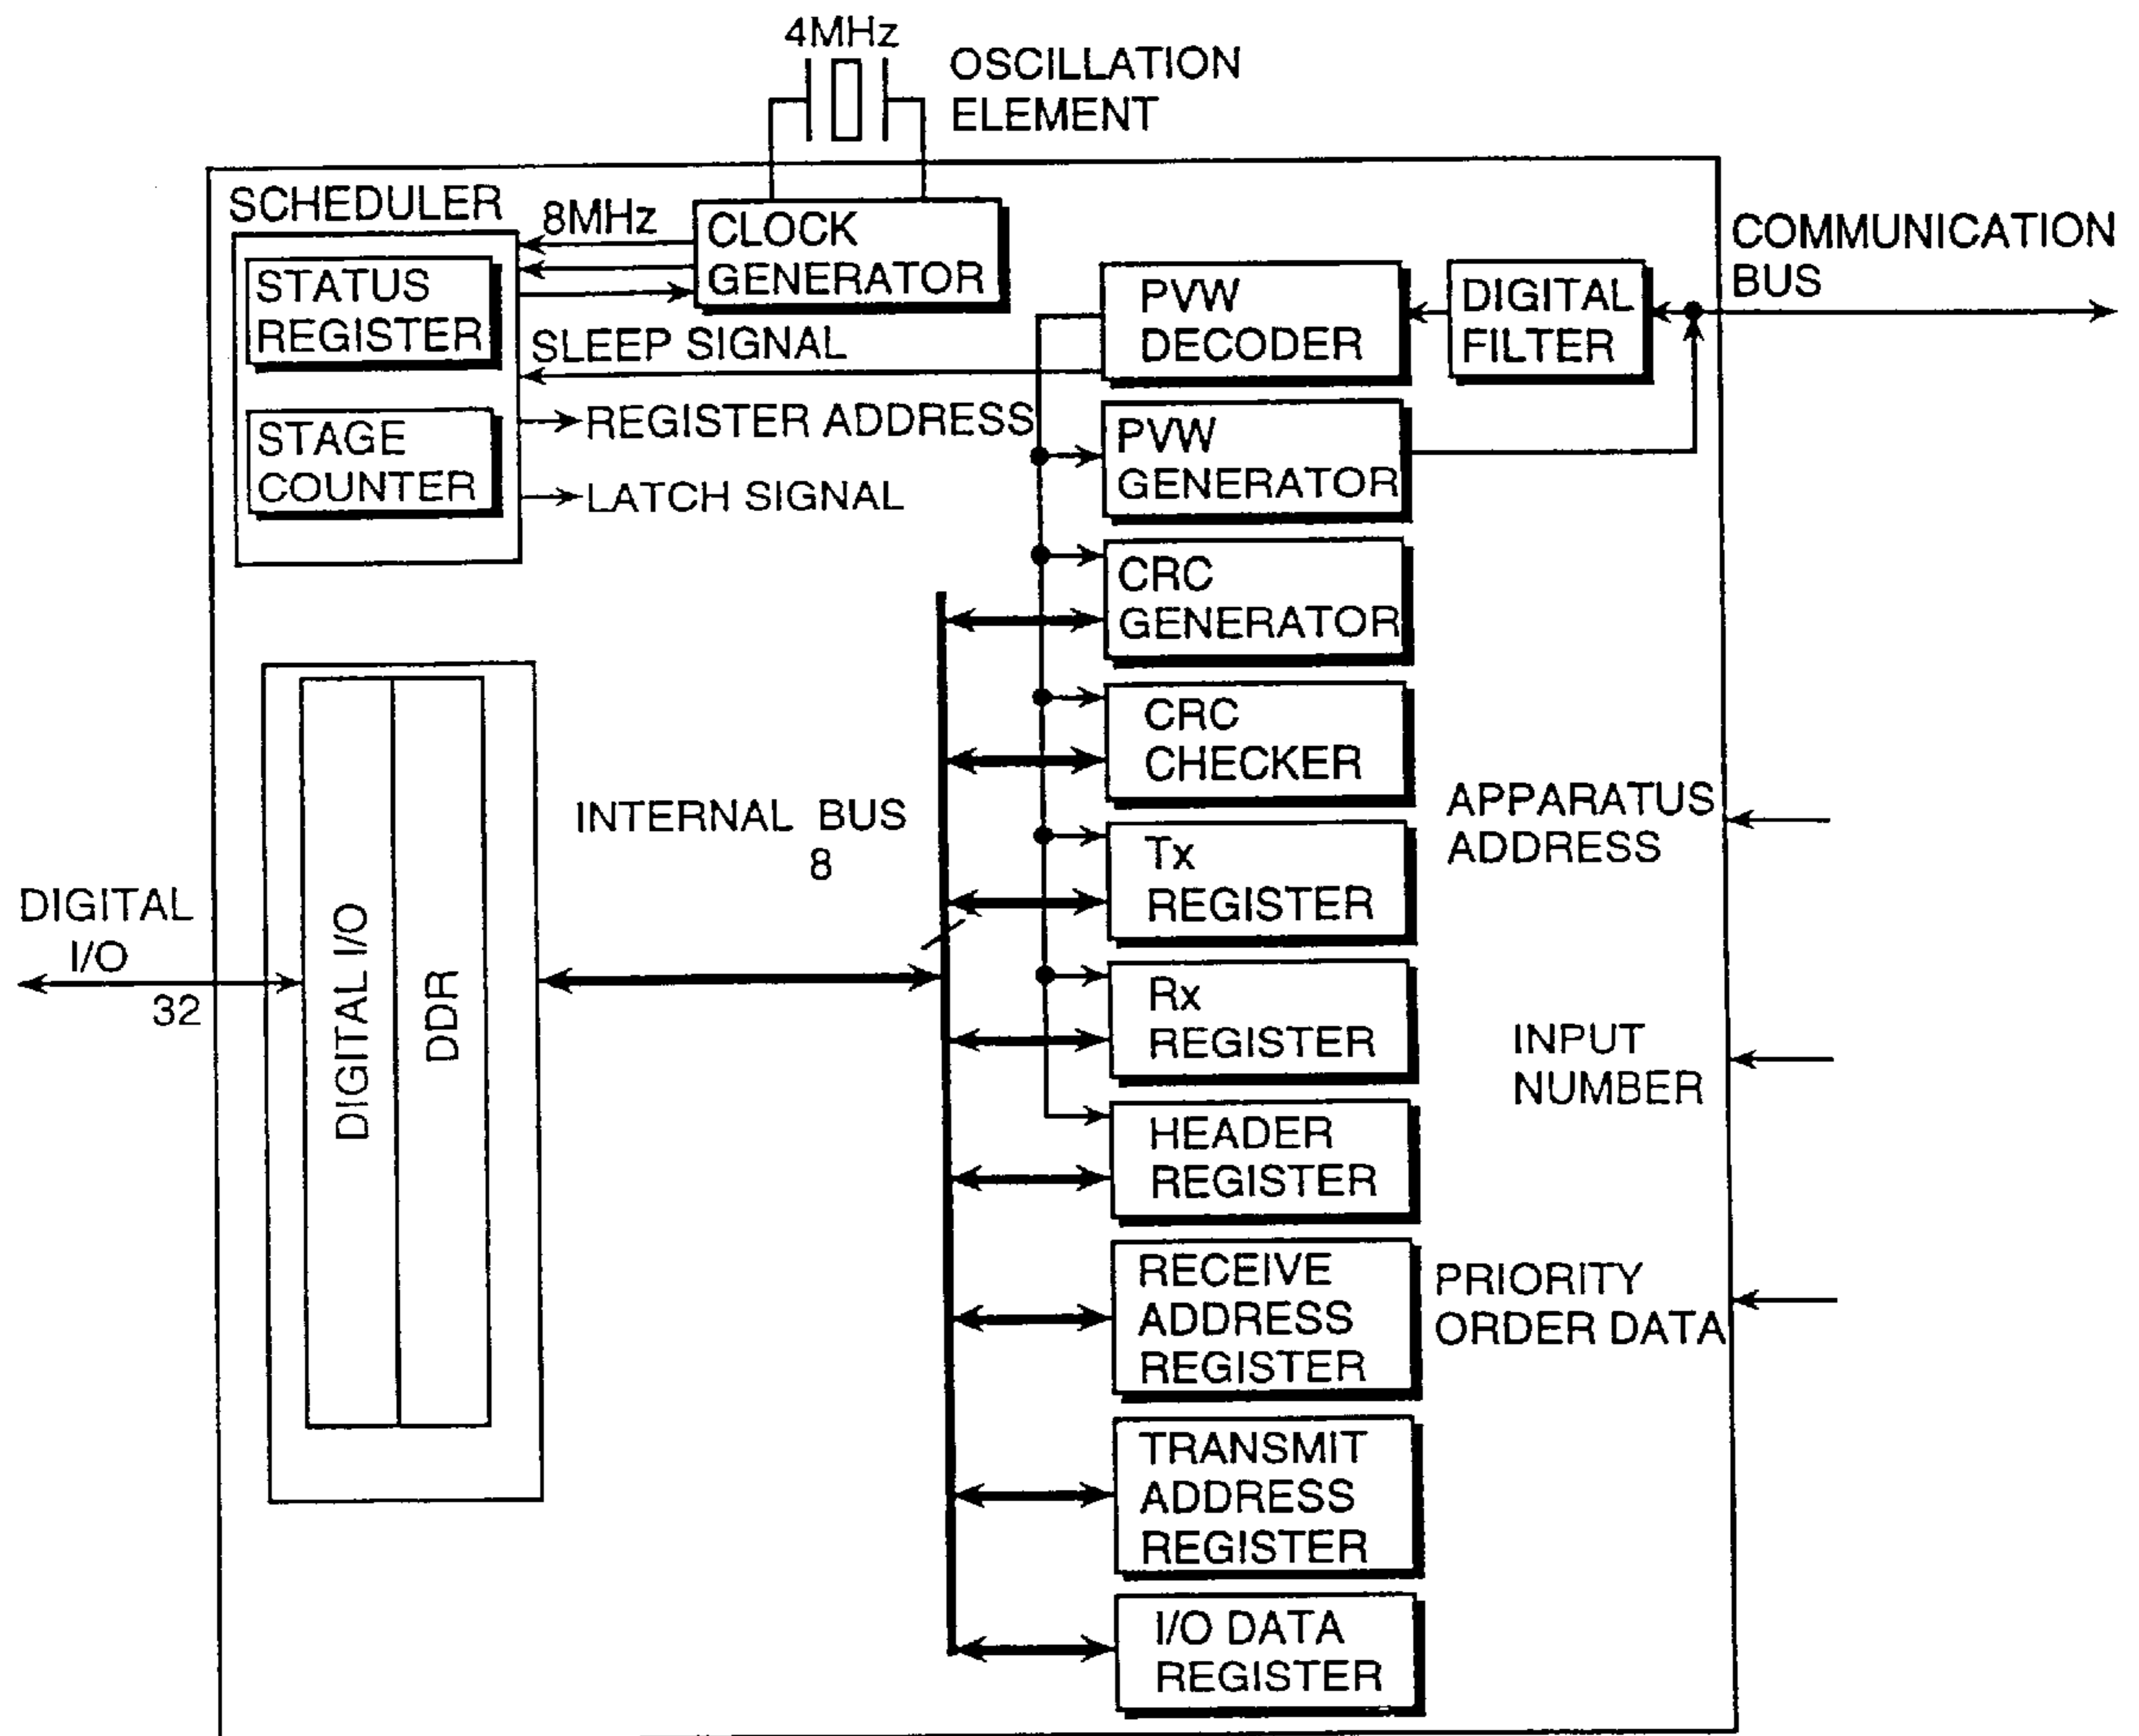 4MHz
OSCILLATION
ELEMENT
SCHEDULER
8MHz
CLOCK
GENERATOR
STATUS
REGISTER
SLEEP SIGNAL
STAGE
COUNTER
REGISTER ADDRESS
LATCH SIGNAL
PVW
DECODER
DIGITAL
FILTER
COMMUNICATION
BUS
PVW
GENERATOR
CRC
GENERATOR
CRC
CHECKER
Tx
REGISTER
Rx
REGISTER
HEADER
REGISTER
RECEIVE
ADDRESS
REGISTER
TRANSMIT
ADDRESS
REGISTER
I/O DATA
REGISTER
APPARATUS
ADDRESS
INPUT
NUMBER
PRIORITY
ORDER DATA
INTERNAL BUS
8
DIGITAL
I/O
32
DIGITAL I/O
DDR